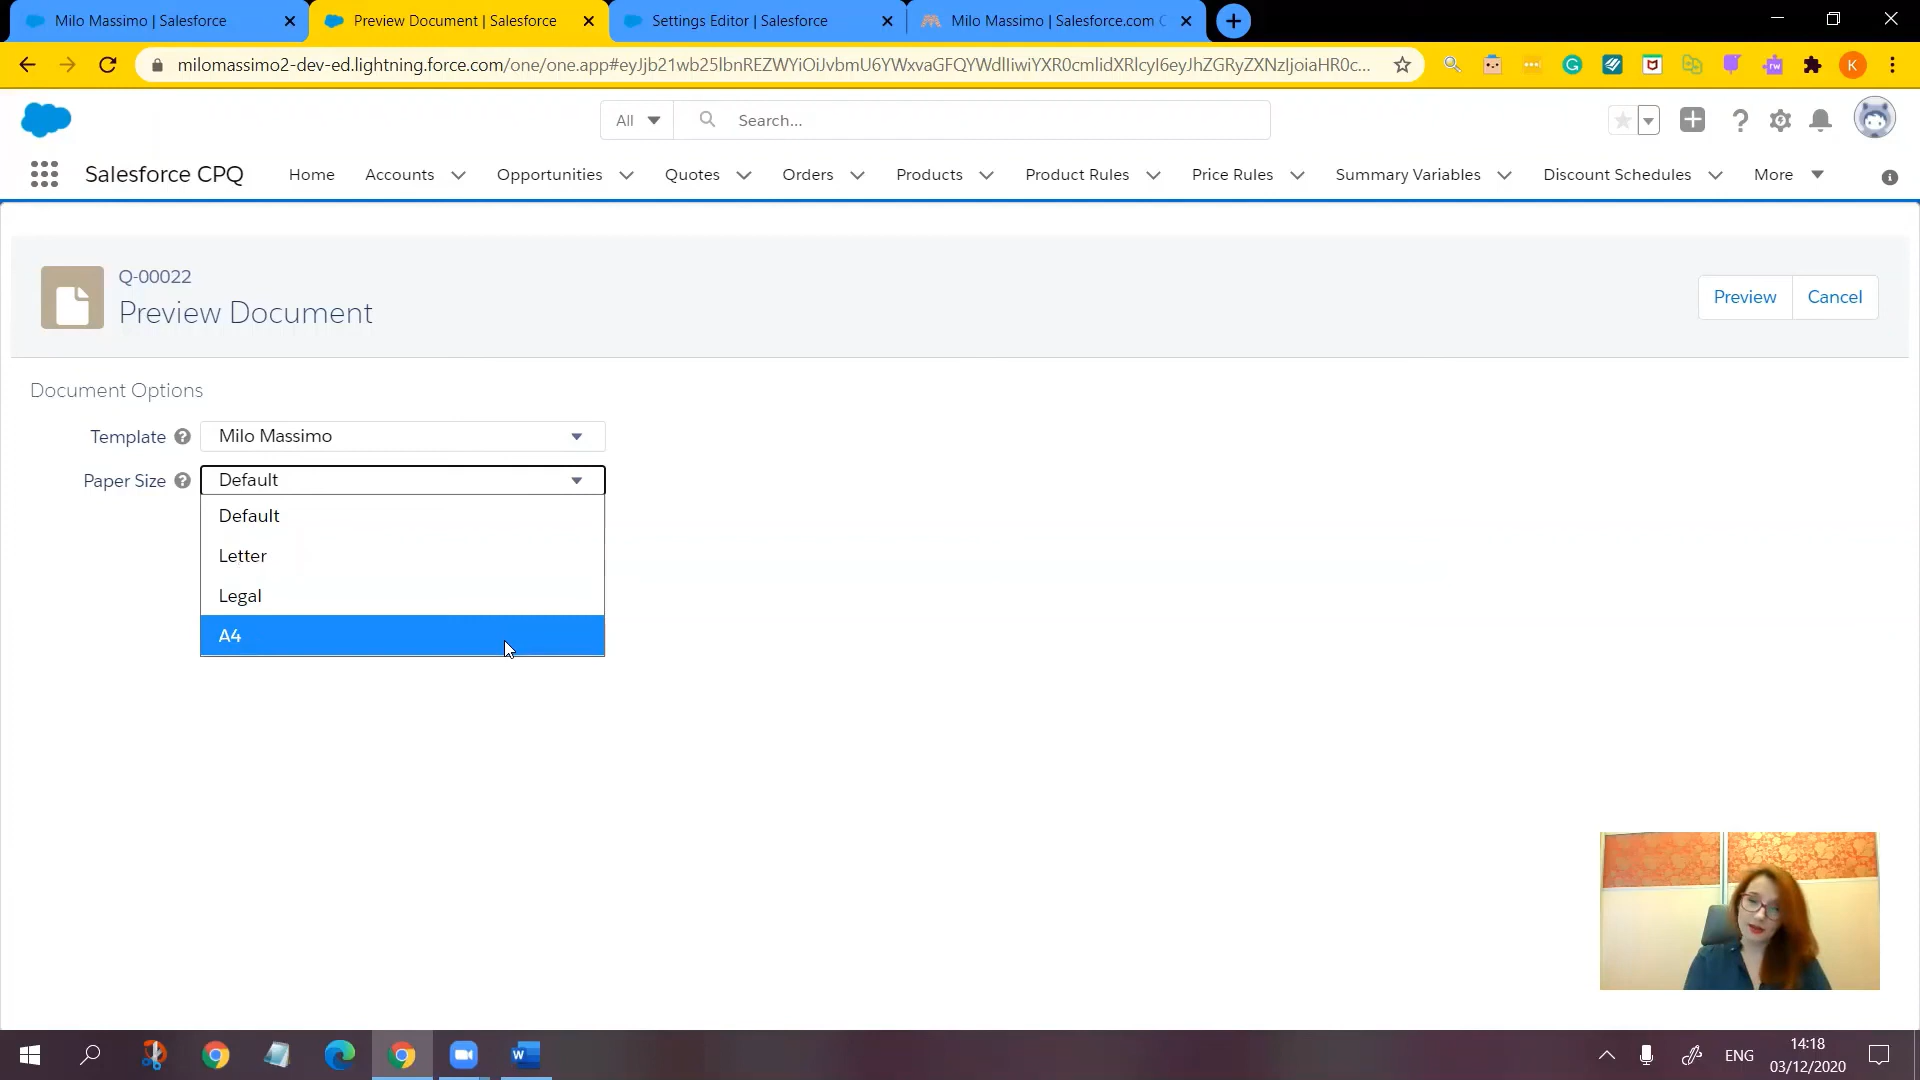 Milo Massimo | Salesforce
Preview Document | Salesforce
Settings Editor | Salesforce
Milo Massimo | Salesforce.com
milomassimo2-dev-ed.lightning.force.com/one/one.app#eyJjb21wb25lbnREZWYiOiJvbmU6YWxvaGFQYWdlIiwiYXR0cmlidXRlcyI6eyJhZGRyZXNzIjoiaHR0c...
K
All
Search...
Salesforce CPQ
Home
Accounts
Opportunities
Quotes
Orders
Products
Product Rules
Price Rules
Summary Variables
Discount Schedules
More
Q-00022
Preview Document
Preview
Cancel
Document Options
Template
Milo Massimo
Paper Size
Default
Default
Letter
Legal
A4
ENG
14:18
03/12/2020